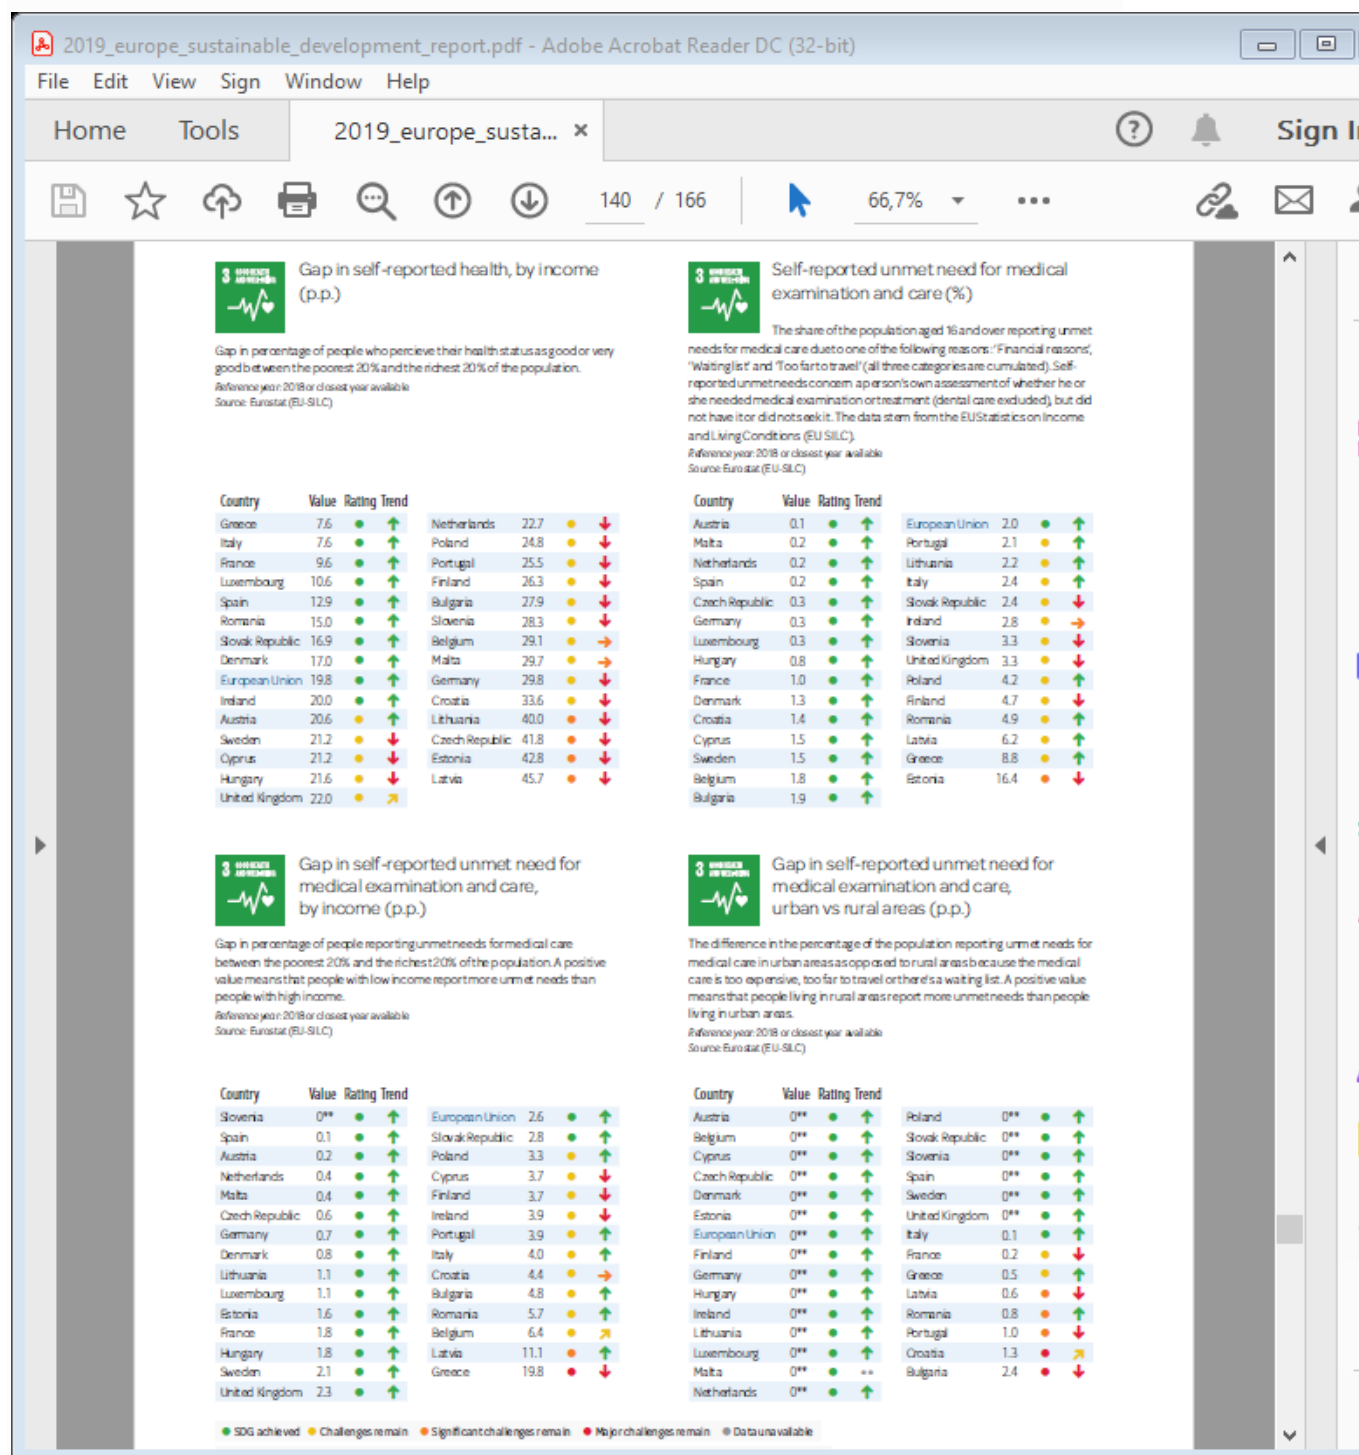 2019_europe_sustainable_development_report.pdf - Adobe Acrobat Reader DC (32-bit)
File Edit View Sign Window Help
Home Tools 2019_europe_susta... × Sign I
140 / 166 66,7%
3
Gap in self-reported health, by income
(p.p.)
Gap in percentage of people who percieve their health status as good or very
good between the poorest 20% and the richest 20% of the population.
Reference year: 2018 or closest year available
Source: Eurostat (EU-SILC)
Country Value Rating Trend
Greece 7.6
Italy 7.6
France 9.6
Luxembourg 10.6
Spain 12.9
Romania 15.0
Slovak Republic 16.9
Denmark 17.0
European Union 19.8
Ireland 20.0
Austria 20.6
Sweden 21.2
Cyprus 21.2
Hungary 21.6
United Kingdom 22.0
Netherlands 22.7
Poland 24.8
Portugal 25.5
Finland 26.3
Bulgaria 27.9
Slovenia 28.3
Belgium 29.1
Malta 29.7
Germany 29.8
Croatia 33.6
Lithuania 40.0
Czech Republic 41.8
Estonia 42.8
Latvia 45.7
3
Self-reported unmet need for medical
examination and care (%)
The share of the population aged 16 and over reporting unmet
needs for medical care due to one of the following reasons: 'Financial reasons',
'Waiting list' and 'Too far to travel' (all three categories are cumulated). Self-
reported unmet needs concern a person's own assessment of whether he or
she needed medical examination or treatment (dental care excluded), but did
not have it or did not seek it. The data stem from the EU Statistics on Income
and Living Conditions (EU SILC).
Reference year: 2018 or closest year available
Source: Eurostat (EU-SILC)
Country Value Rating Trend
Austria 0.1
Malta 0.2
Netherlands 0.2
Spain 0.2
Czech Republic 0.3
Germany 0.3
Luxembourg 0.3
Hungary 0.8
France 1.0
Denmark 1.3
Croatia 1.4
Cyprus 1.5
Sweden 1.5
Belgium 1.8
Bulgaria 1.9
European Union 2.0
Portugal 2.1
Lithuania 2.2
Italy 2.4
Slovak Republic 2.4
Ireland 2.8
Slovenia 3.3
United Kingdom 3.3
Poland 4.2
Finland 4.7
Romania 4.9
Latvia 6.2
Greece 8.8
Estonia 16.4
3
Gap in self-reported unmet need for
medical examination and care,
by income (p.p.)
Gap in percentage of people reporting unmet needs for medical care
between the poorest 20% and the richest 20% of the population. A positive
value means that people with low income report more unmet needs than
people with high income.
Reference year: 2018 or closest year available
Source: Eurostat (EU-SILC)
Country Value Rating Trend
Slovenia 0**
Spain 0.1
Austria 0.2
Netherlands 0.4
Malta 0.4
Czech Republic 0.6
Germany 0.7
Denmark 0.8
Lithuania 1.1
Luxembourg 1.1
Estonia 1.6
France 1.8
Hungary 1.8
Sweden 2.1
United Kingdom 2.3
European Union 2.6
Slovak Republic 2.8
Poland 3.3
Cyprus 3.7
Finland 3.7
Ireland 3.9
Portugal 3.9
Italy 4.0
Croatia 4.4
Bulgaria 4.8
Romania 5.7
Belgium 6.4
Latvia 11.1
Greece 19.8
3
Gap in self-reported unmet need for
medical examination and care,
urban vs rural areas (p.p.)
The difference in the percentage of the population reporting unmet needs for
medical care in urban areas as opposed to rural areas because the medical
care is too expensive, too far to travel or there's a waiting list. A positive value
means that people living in rural areas report more unmet needs than people
living in urban areas.
Reference year: 2018 or closest year available
Source: Eurostat (EU-SILC)
Country Value Rating Trend
Austria 0**
Belgium 0**
Cyprus 0**
Czech Republic 0**
Denmark 0**
Estonia 0**
European Union 0**
Finland 0**
Germany 0**
Hungary 0**
Ireland 0**
Lithuania 0**
Luxembourg 0**
Malta 0** ••
Netherlands 0**
Poland 0**
Slovak Republic 0**
Slovenia 0**
Spain 0**
Sweden 0**
United Kingdom 0**
Italy 0.1
France 0.2
Greece 0.5
Latvia 0.6
Romania 0.8
Portugal 1.0
Croatia 1.3
Bulgaria 2.4
SDG achieved Challenges remain Significant challenges remain Major challenges remain Data unavailable